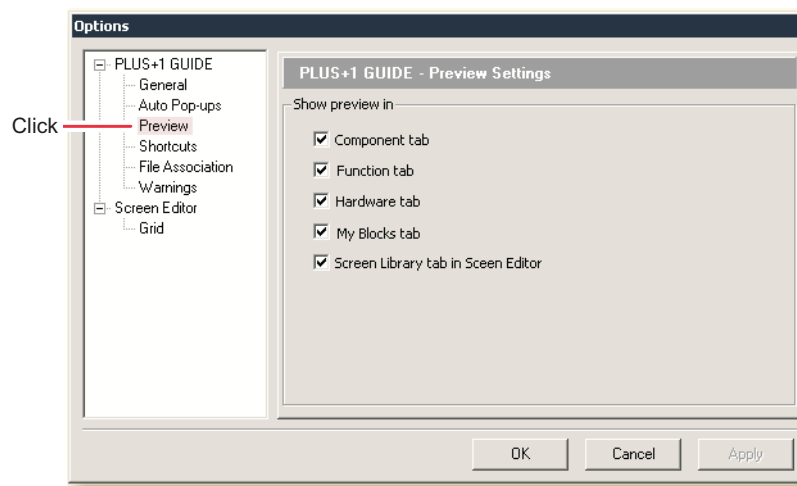 Options
PLUS+1 GUIDE
General
Auto Pop-ups
Preview
Shortcuts
File Association
Warnings
Screen Editor
Grid
Click
PLUS+1 GUIDE - Preview Settings
Show preview in
Component tab
Function tab
Hardware tab
My Blocks tab
Screen Library tab in Sceen Editor
OK
Cancel
Apply